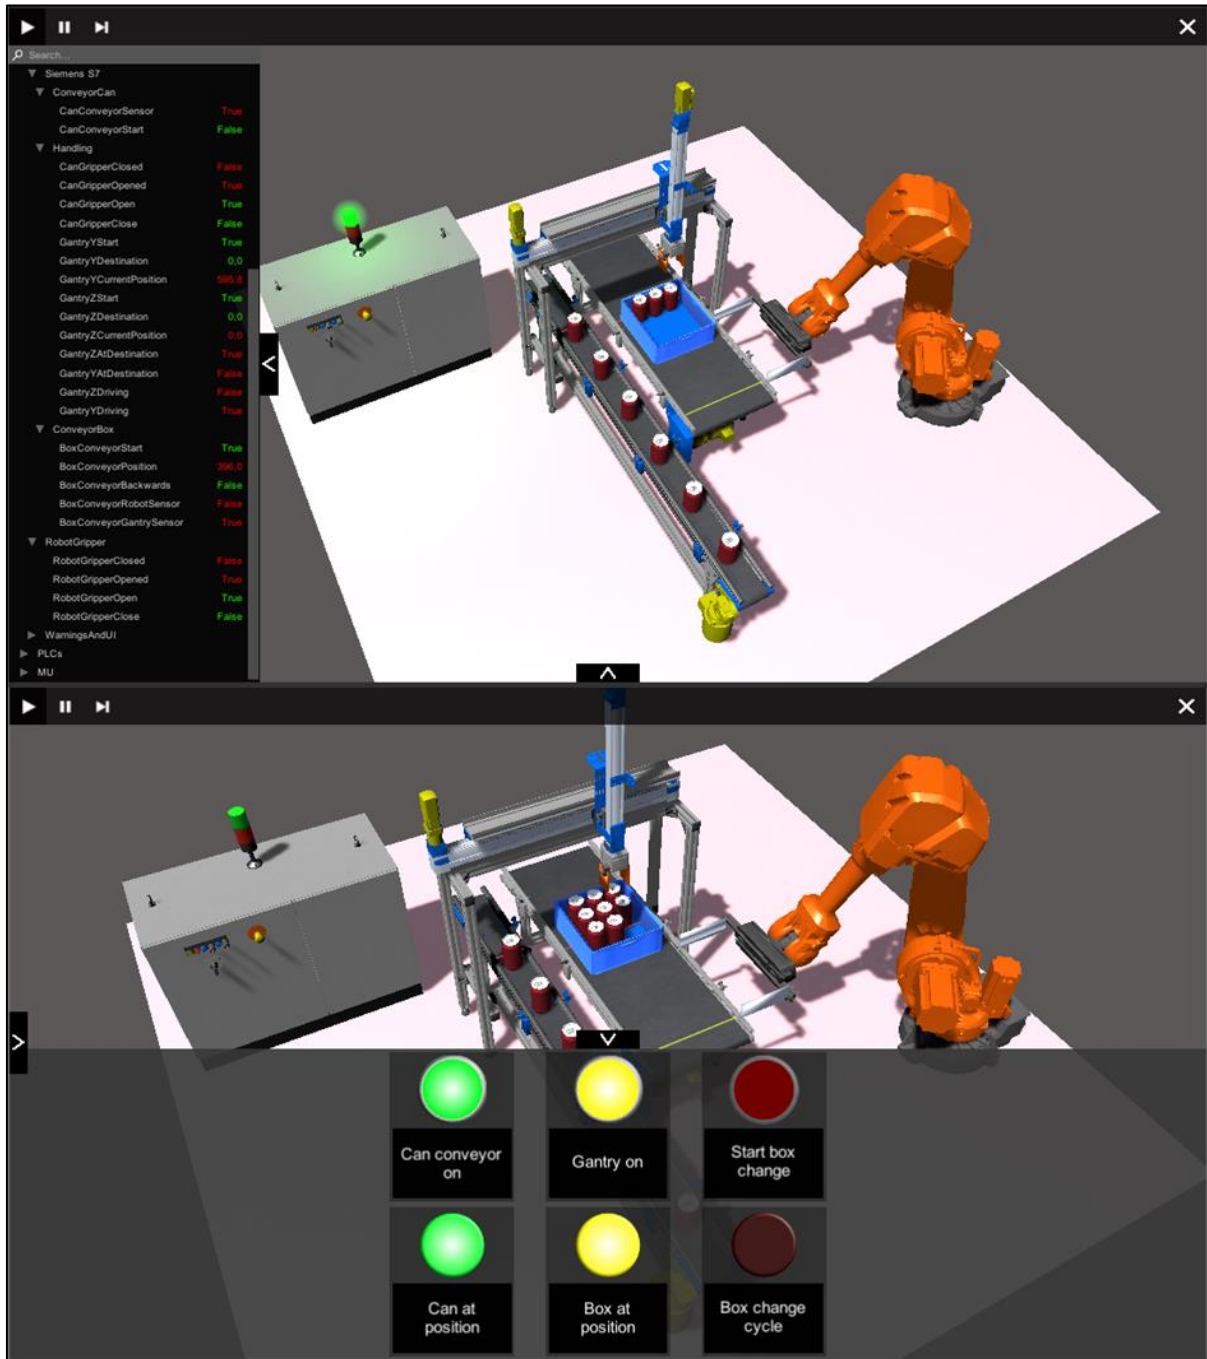 Search...
Siemens S7
ConveyorCan
CanConveyorSensor True
CanConveyorStart False
Handling
CanGripperClosed False
CanGripperOpened True
CanGripperOpen True
CanGripperClose False
GantryYStart True
GantryYDestination 0,0
GantryYCurrentPosition 595,8
GantryZStart True
GantryZDestination 0,0
GantryZCurrentPosition 0,0
GantryZAtDestination True
GantryYAtDestination False
GantryZDriving False
GantryYDriving True
ConveyorBox
BoxConveyorStart True
BoxConveyorPosition 396,0
BoxConveyorBackwards False
BoxConveyorRobotSensor False
BoxConveyorGantrySensor True
RobotGripper
RobotGripperClosed False
RobotGripperOpened True
RobotGripperOpen True
RobotGripperClose False
WarningsAndUI
PLCs
MU
Can conveyor
on
Gantry on
Start box
change
Can at
position
Box at
position
Box change
cycle